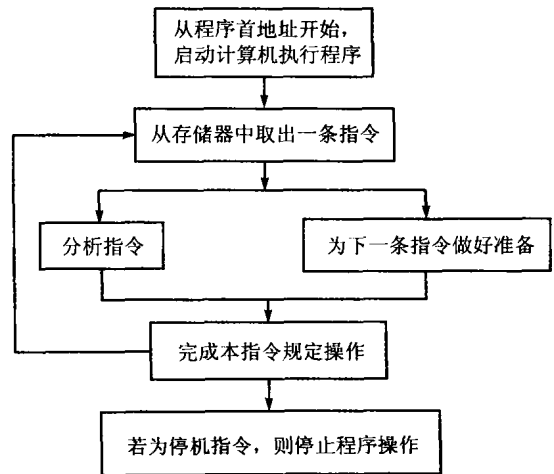 从程序首地址开始，
启动计算机执行程序
从存储器中取出一条指令
分析指令
为下一条指令做好准备
完成本指令规定操作
若为停机指令，则停止程序操作